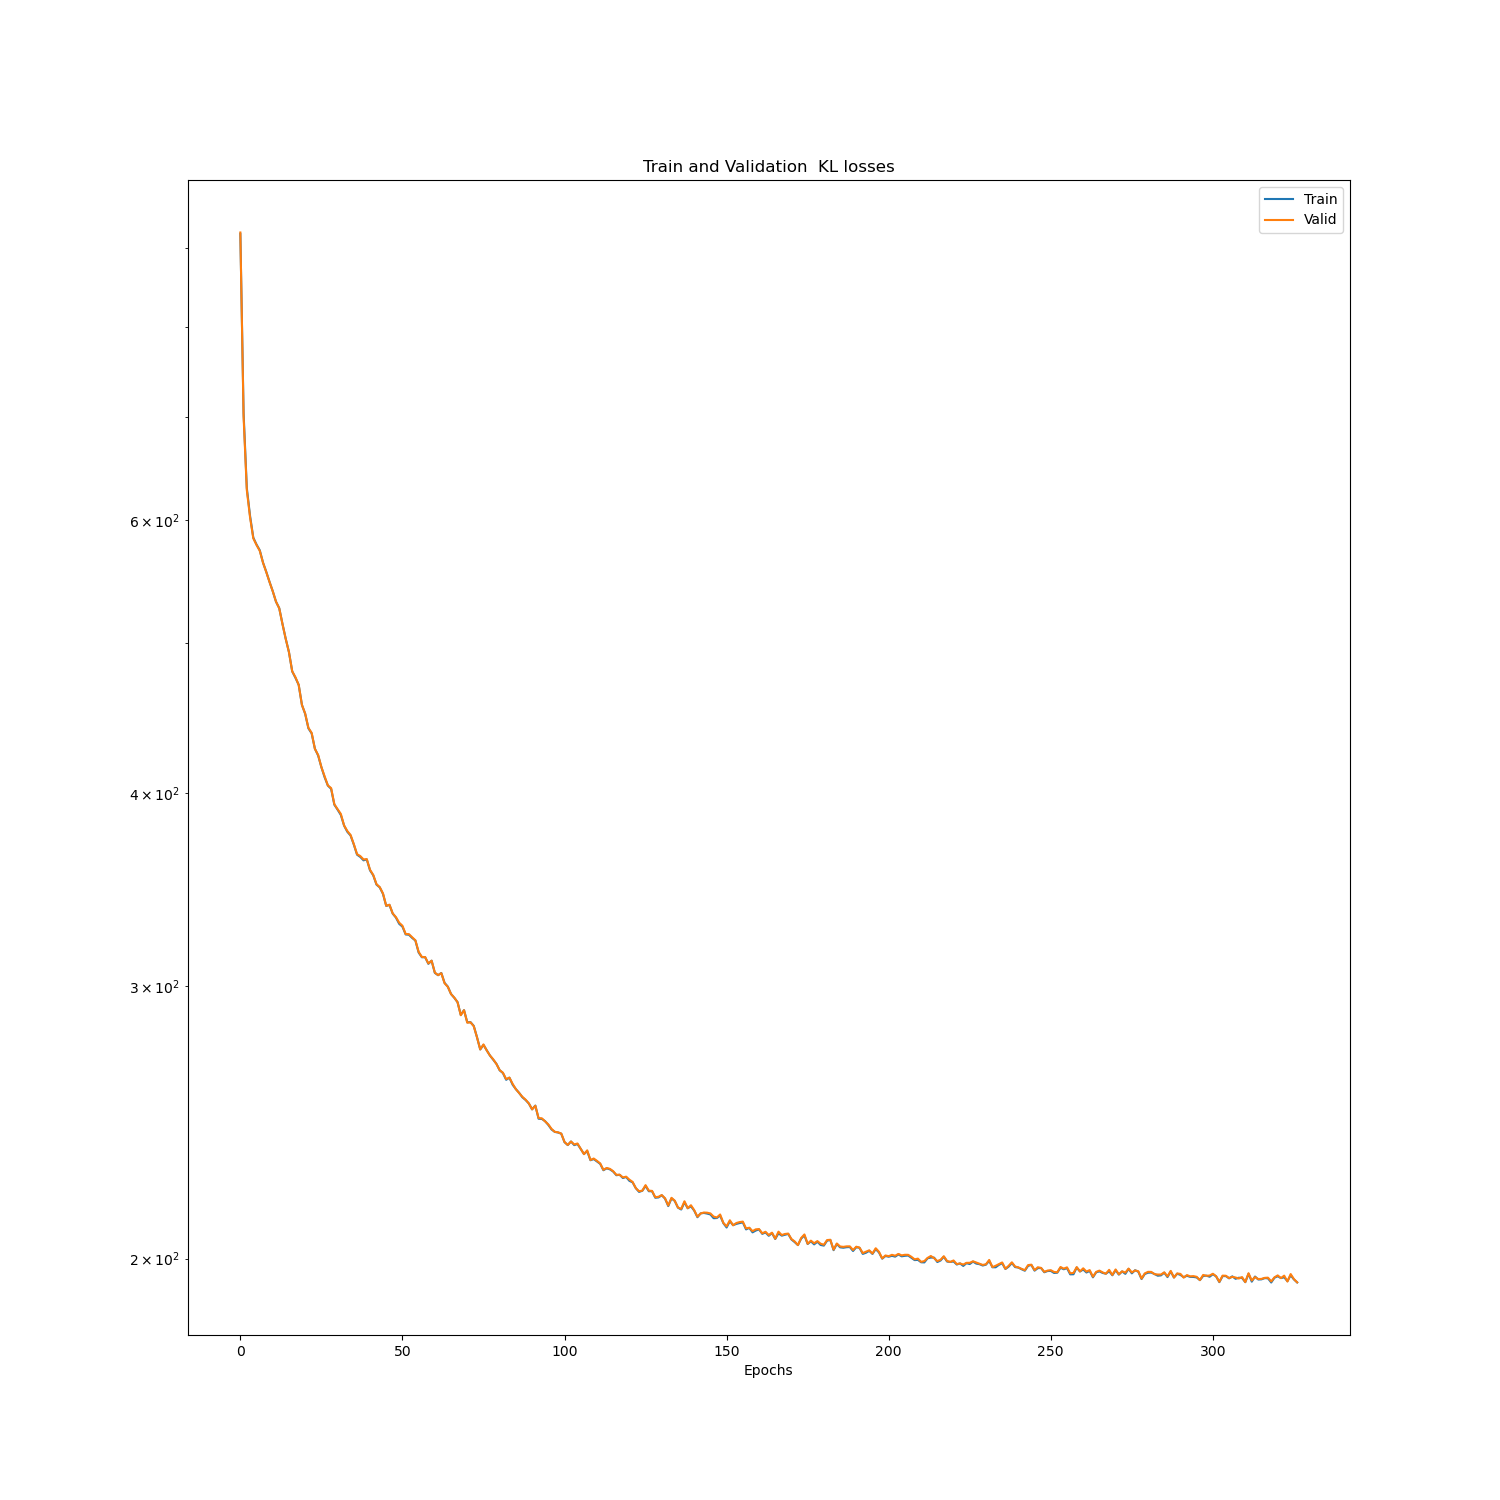 Train and Validation  KL losses
Train
Valid
6 × 10²
4 × 10²
3 × 10²
2 × 10²
0 50 100 150 200 250 300
Epochs